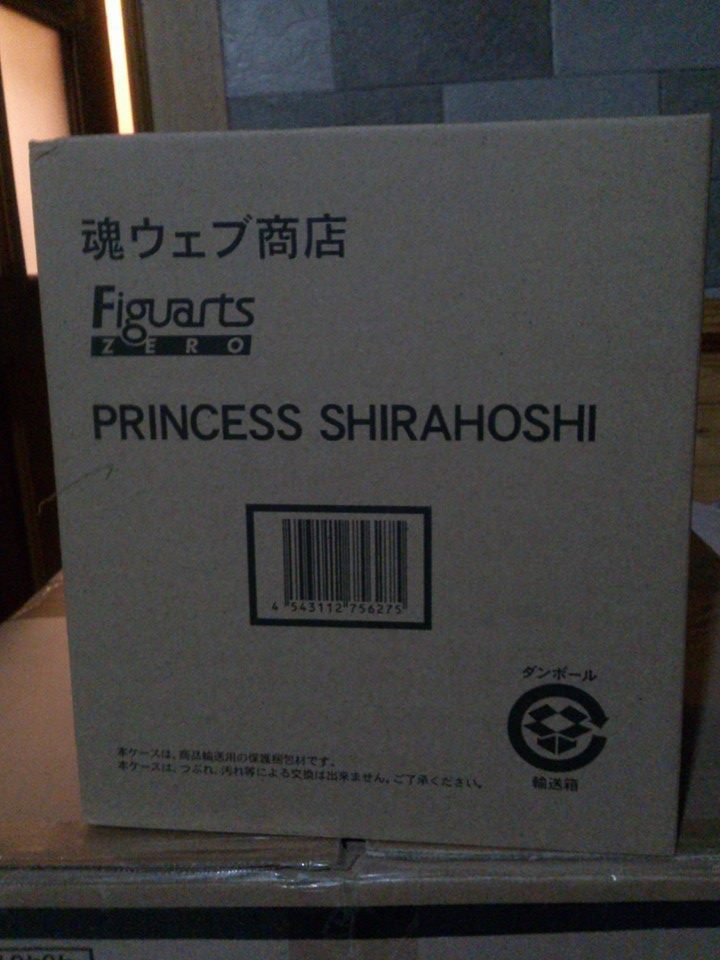 魂ウェブ商店
Figuarts
ZERO
PRINCESS SHIRAHOSHI
4 543112 756275
ダンボール
輸送箱
本ケースは、商品輸送用の保護梱包材です。
本ケースは、つぶれ、汚れ等による交換は出来ません。ご了承ください。